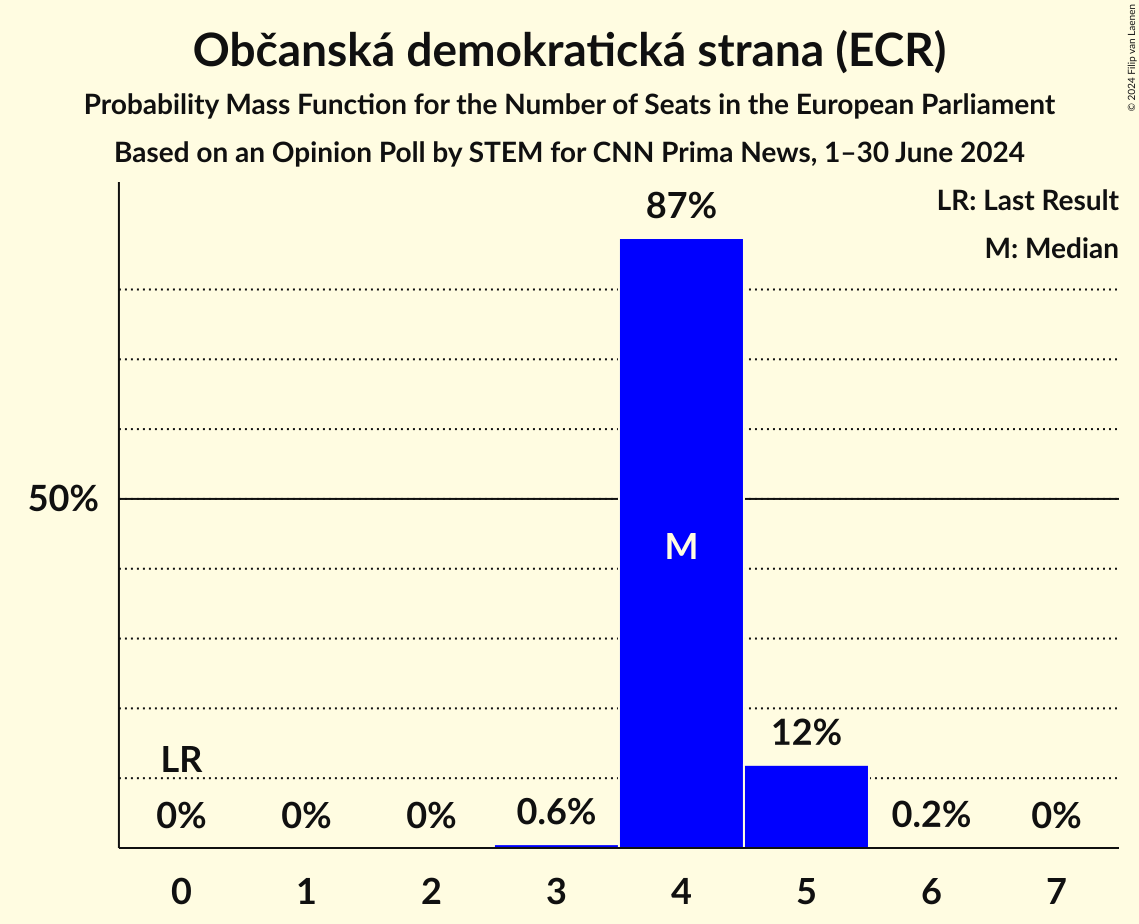 Občanská demokratická strana (ECR)
Probability Mass Function for the Number of Seats in the European Parliament
Based on an Opinion Poll by STEM for CNN Prima News, 1–30 June 2024
© 2024 Filip van Laenen
LR: Last Result
M: Median
87%
50%
M
12%
LR
0%
0%
0%
0.6%
0.2%
0%
0
1
2
3
4
5
6
7